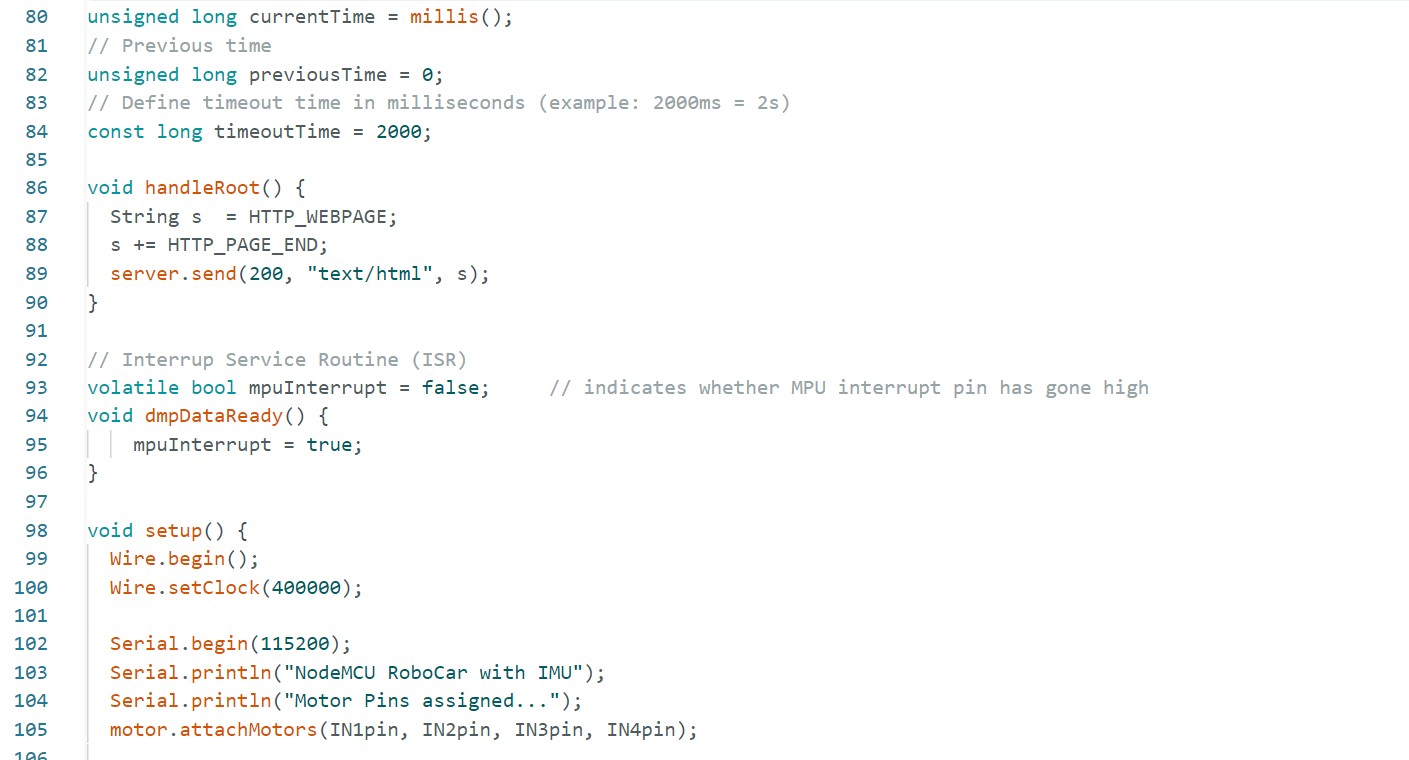 80 unsigned long currentTime = millis();
81 // Previous time
82 unsigned long previousTime = 0;
83 // Define timeout time in milliseconds (example: 2000ms = 2s)
84 const long timeoutTime = 2000;
85
86 void handleRoot() {
87   String s  = HTTP_WEBPAGE;
88   s += HTTP_PAGE_END;
89   server.send(200, "text/html", s);
90 }
91
92 // Interrup Service Routine (ISR)
93 volatile bool mpuInterrupt = false;     // indicates whether MPU interrupt pin has gone high
94 void dmpDataReady() {
95     mpuInterrupt = true;
96 }
97
98 void setup() {
99   Wire.begin();
100   Wire.setClock(400000);
101
102   Serial.begin(115200);
103   Serial.println("NodeMCU RoboCar with IMU");
104   Serial.println("Motor Pins assigned...");
105   motor.attachMotors(IN1pin, IN2pin, IN3pin, IN4pin);
106